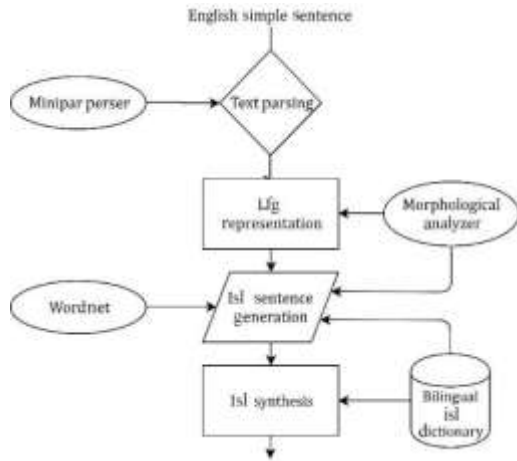 English simple sentence
Minipar perser
Text parsing
Lfg
representation
Morphological
analyzer
Wordnet
Isl sentence
generation
Isl synthesis
Bilingual
isl
dictionary